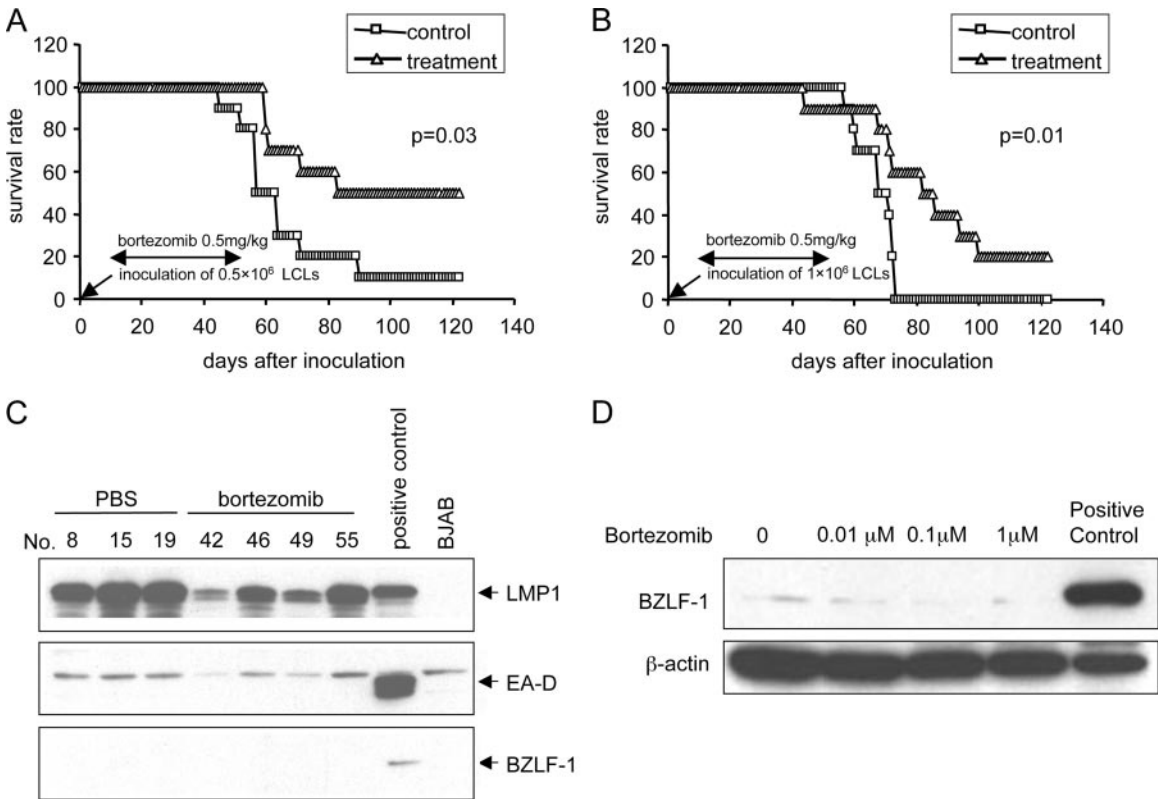 A
control
treatment
120
100
80
60
40
20
0
survival rate
p=0.03
bortezomib 0.5mg/kg
inoculation of 0.5×10⁶ LCLs
0 20 40 60 80 100 120 140
days after inoculation
B
control
treatment
120
100
80
60
40
20
0
survival rate
p=0.01
bortezomib 0.5mg/kg
inoculation of 1×10⁶ LCLs
0 20 40 60 80 100 120 140
days after inoculation
C
PBS bortezomib positive control BJAB
No. 8 15 19 42 46 49 55
LMP1
EA-D
BZLF-1
D
Bortezomib 0 0.01 μM 0.1μM 1μM Positive Control
BZLF-1
β-actin